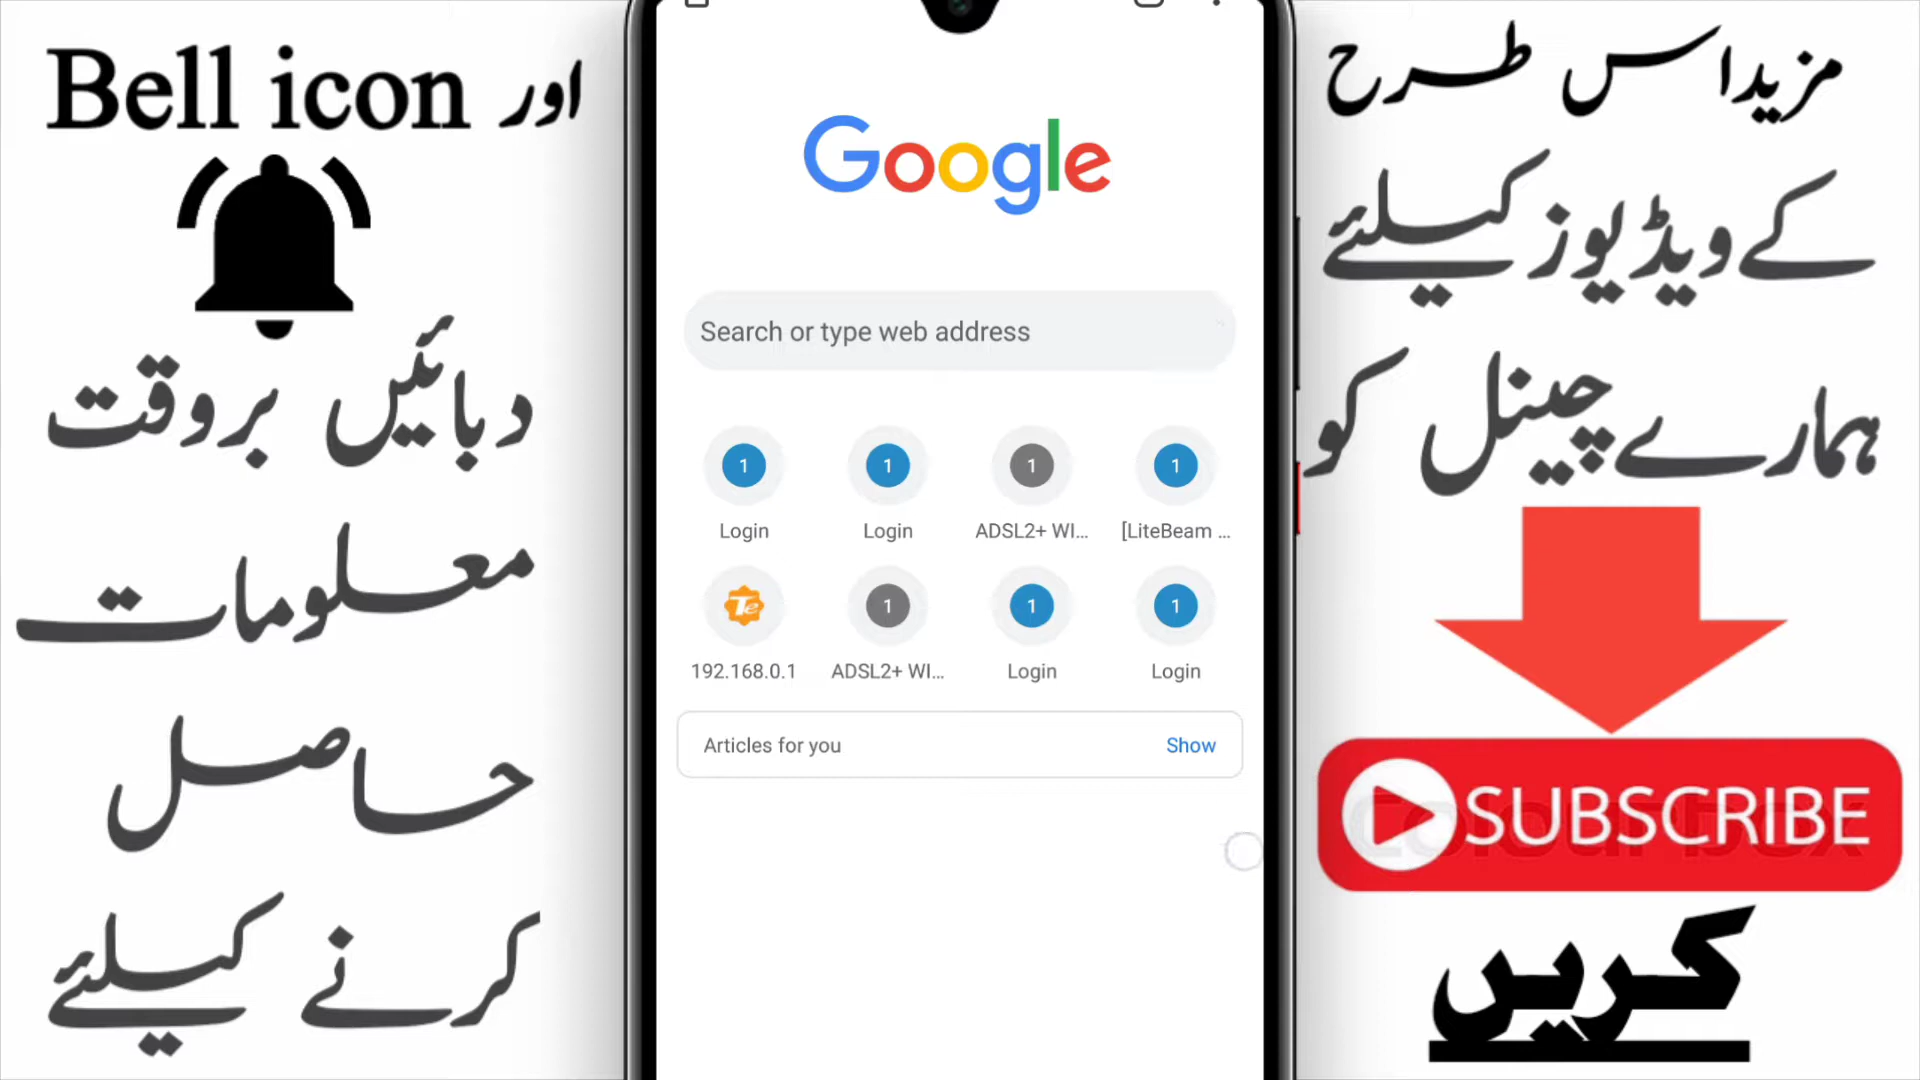 مزید اس طرح
کے ویڈیوز کیلئے
ہمارے چینل کو
SUBSCRIBE
کریں
اور Bell icon
دبائیں بروقت
معلومات
حاصل
کرنے کیلئے
Google
Search or type web address
1 1 1 1
Login Login ADSL2+ WI... [LiteBeam ...
Te 1 1 1
192.168.0.1 ADSL2+ WI... Login Login
Articles for you Show